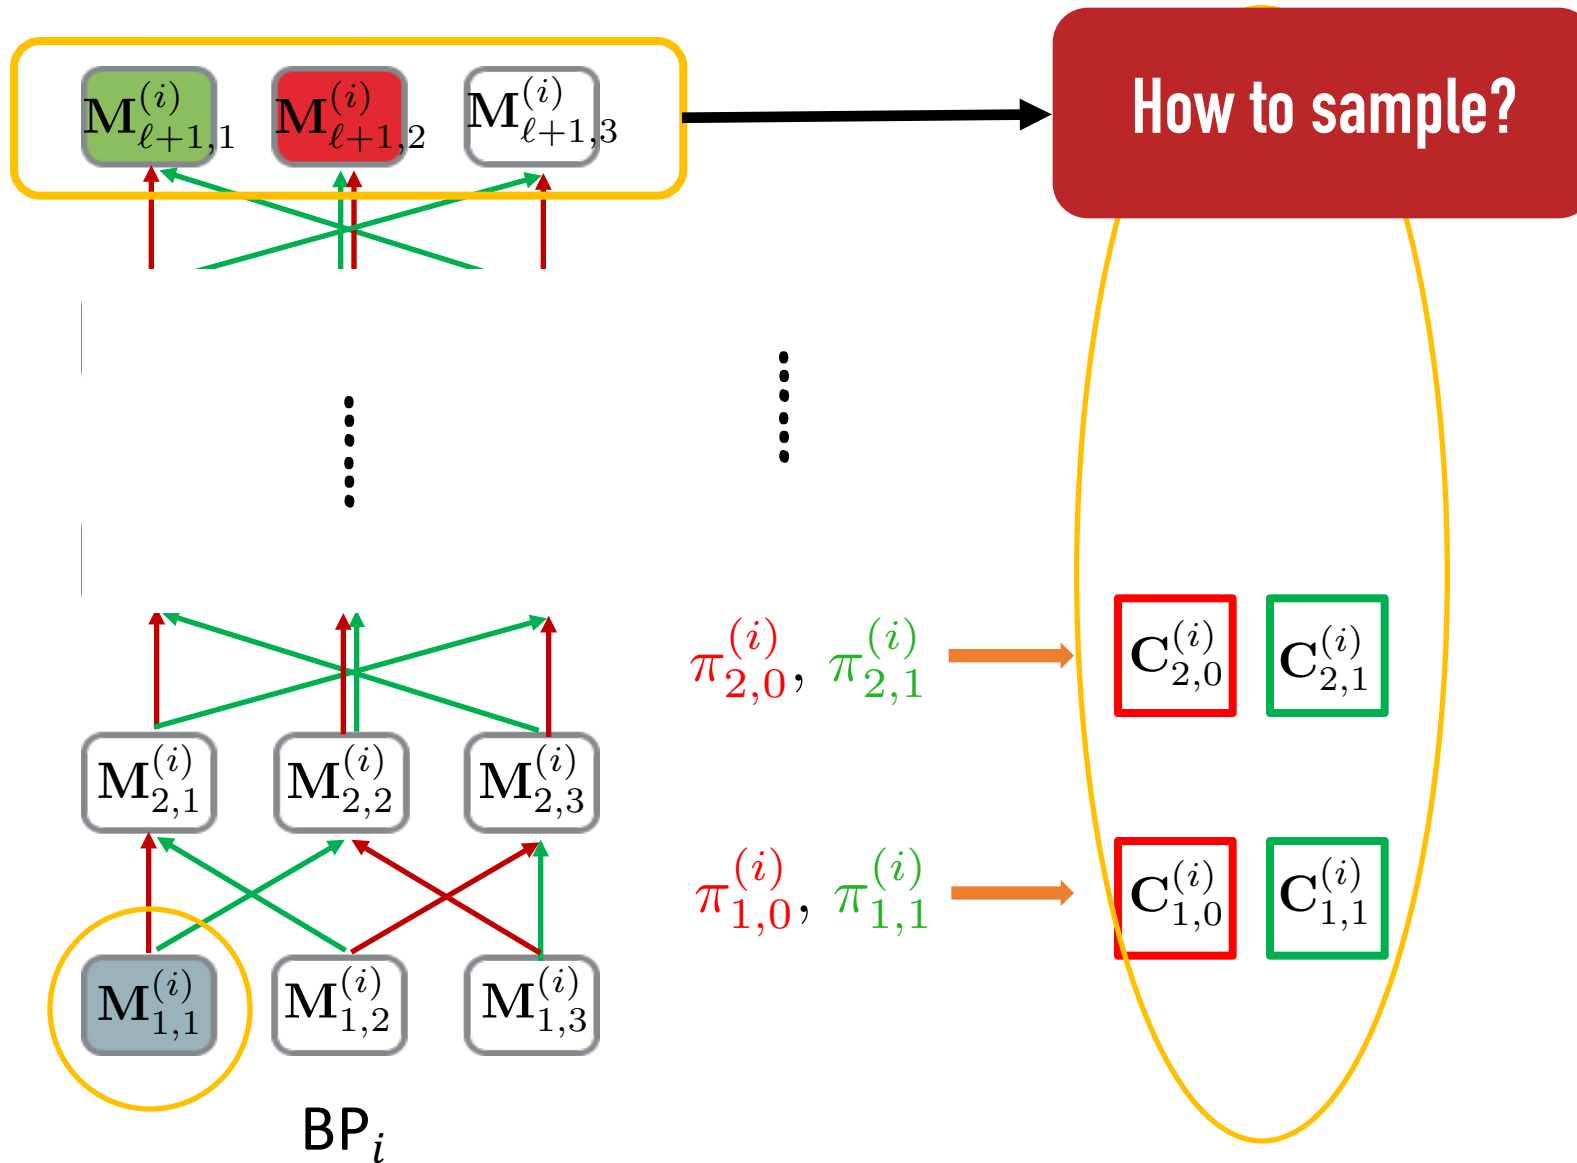 M^{(i)}_{ℓ+1,1} M^{(i)}_{ℓ+1,2} M^{(i)}_{ℓ+1,3} How to sample?
π^{(i)}_{2,0}, π^{(i)}_{2,1} C^{(i)}_{2,0} C^{(i)}_{2,1}
M^{(i)}_{2,1} M^{(i)}_{2,2} M^{(i)}_{2,3}
π^{(i)}_{1,0}, π^{(i)}_{1,1} C^{(i)}_{1,0} C^{(i)}_{1,1}
M^{(i)}_{1,1} M^{(i)}_{1,2} M^{(i)}_{1,3}
BP_i